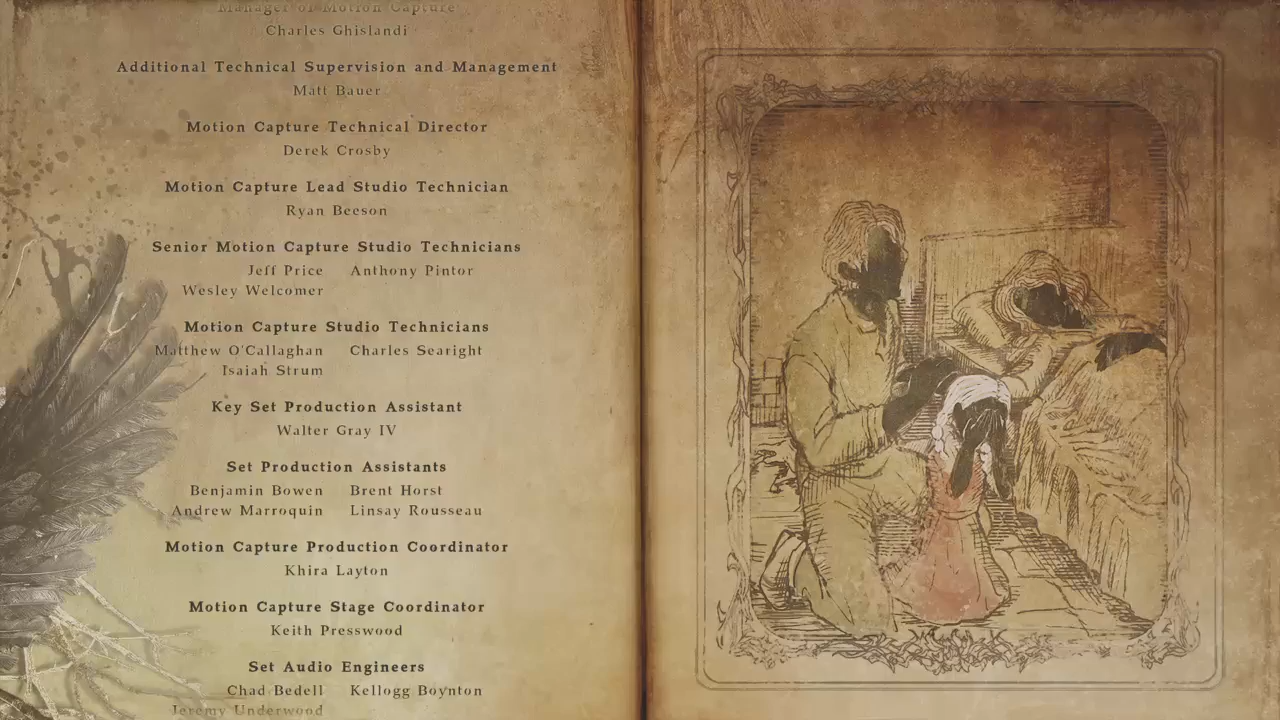 Manager of Motion Capture
Charles Ghislandi
Additional Technical Supervision and Management
Matt Bauer
Motion Capture Technical Director
Derek Crosby
Motion Capture Lead Studio Technician
Ryan Beeson
Senior Motion Capture Studio Technicians
Jeff Price Anthony Pintor
Wesley Welcomer
Motion Capture Studio Technicians
Matthew O'Callaghan Charles Searight
Isaiah Strum
Key Set Production Assistant
Walter Gray IV
Set Production Assistants
Benjamin Bowen Brent Horst
Andrew Marroquin Linsay Rousseau
Motion Capture Production Coordinator
Khira Layton
Motion Capture Stage Coordinator
Keith Presswood
Set Audio Engineers
Chad Bedell Kellogg Boynton
Jeremy Underwood